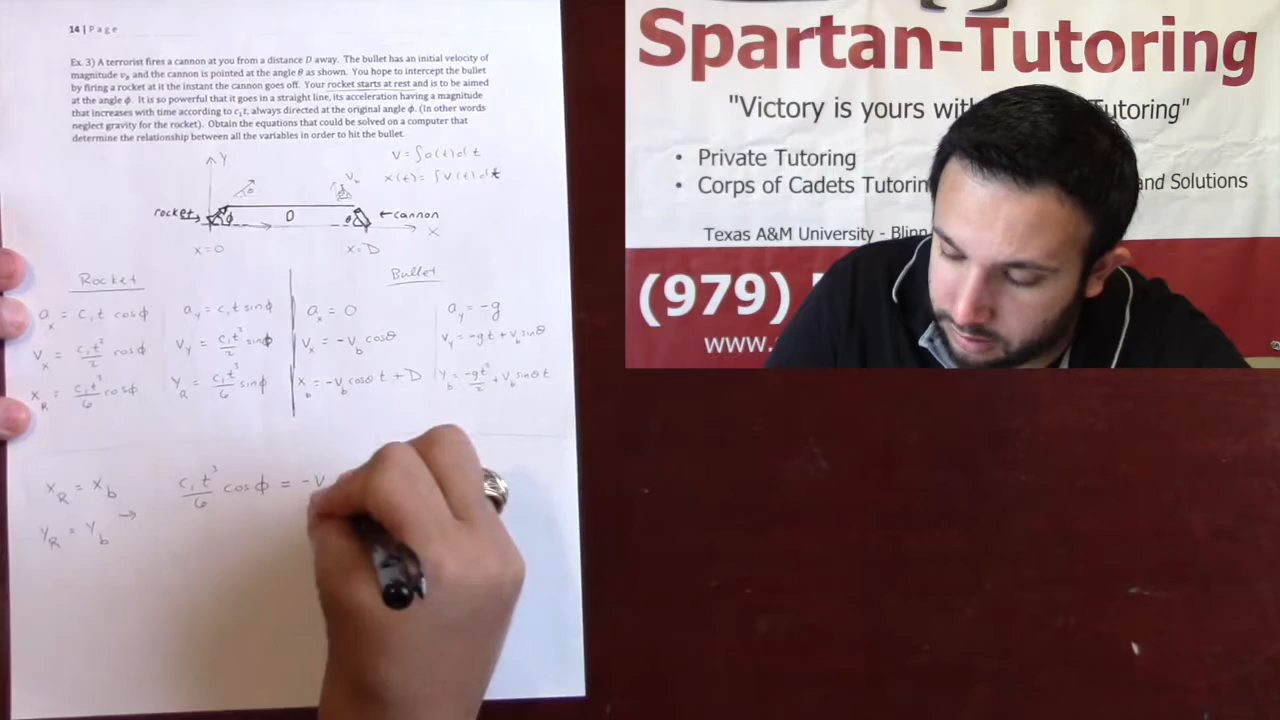 14 | Page
Ex. 3) A terrorist fires a cannon at you from a distance D away. The bullet has an initial velocity of
magnitude v_b and the cannon is pointed at the angle θ as shown. You hope to intercept the bullet
by firing a rocket at it the instant the cannon goes off. Your rocket starts at rest and is to be aimed
at the angle ϕ. It is so powerful that it goes in a straight line, its acceleration having a magnitude
that increases with time according to c₁t, always directed at the original angle ϕ. (In other words
neglect gravity for the rocket). Obtain the equations that could be solved on a computer that
determine the relationship between all the variables in order to hit the bullet.
v = ∫a(t)dt
x(t) = ∫v(t)dt
Y
θ
V_b
rocket
ϕ
D
θ
cannon
X
x=0
x=D
Rocket
Bullet
a_x = c₁t cosϕ
a_y = c₁t sinϕ
a_x = 0
a_y = -g
v_x = c₁t²/2 cosϕ
v_y = c₁t²/2 sinϕ
v_x = -v_b cosθ
v_y = -gt + v_b sinθ
x_R = c₁t³/6 cosϕ
y_R = c₁t³/6 sinϕ
x_b = -v_b cosθ t + D
y_b = -gt²/2 + v_b sinθ t
x_R = x_b
c₁t³/6 cosϕ = -v
y_R = y_b →
Spartan-Tutoring
"Victory is yours with Tutoring"
• Private Tutoring
• Corps of Cadets Tutoring and Solutions
Texas A&M University - Blinn
(979)
www.